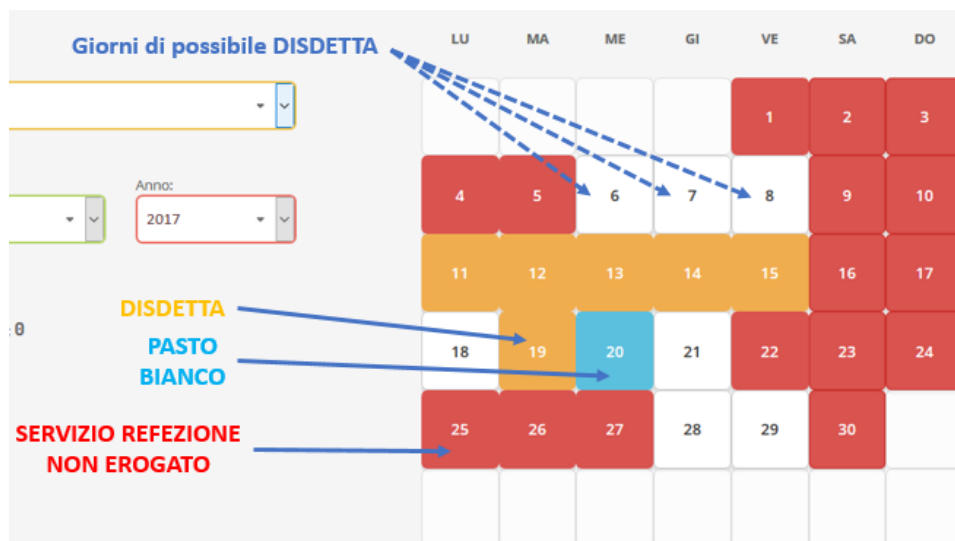 Giorni di possibile DISDETTA
LU MA ME GI VE SA DO
1 2 3
4 5 6 7 8 9 10
Anno:
2017
11 12 13 14 15 16 17
DISDETTA
: 0
PASTO
BIANCO
18 19 20 21 22 23 24
SERVIZIO REFEZIONE
NON EROGATO
25 26 27 28 29 30